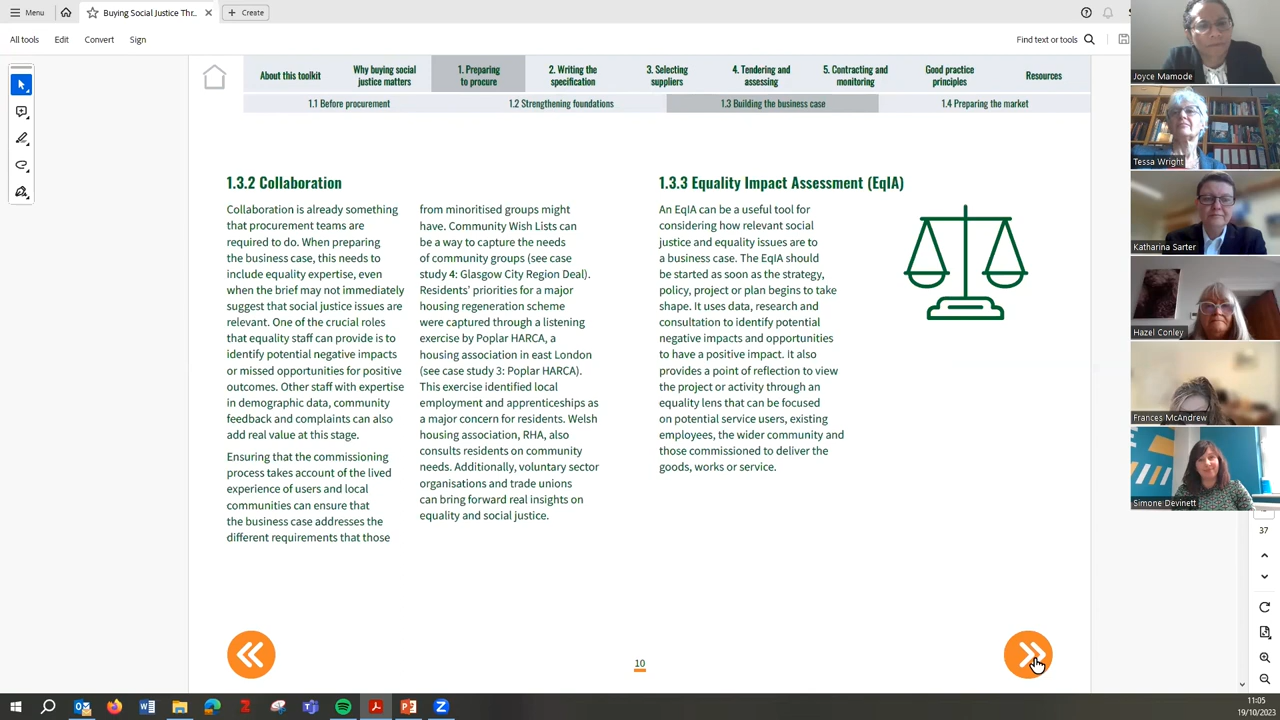 Menu
Buying Social Justice Thr...
Create
All tools
Edit
Convert
Sign
Find text or tools
About this toolkit
Why buying social
justice matters
1. Preparing
to procure
2. Writing the
specification
3. Selecting
suppliers
4. Tendering and
assessing
5. Contracting and
monitoring
Good practice
principles
Resources
1.1 Before procurement
1.2 Strengthening foundations
1.3 Building the business case
1.4 Preparing the market
1.3.2 Collaboration
Collaboration is already something
that procurement teams are
required to do. When preparing
the business case, this needs to
include equality expertise, even
when the brief may not immediately
suggest that social justice issues are
relevant. One of the crucial roles
that equality staff can provide is to
identify potential negative impacts
or missed opportunities for positive
outcomes. Other staff with expertise
in demographic data, community
feedback and complaints can also
add real value at this stage.
Ensuring that the commissioning
process takes account of the lived
experience of users and local
communities can ensure that
the business case addresses the
different requirements that those
from minoritised groups might
have. Community Wish Lists can
be a way to capture the needs
of community groups (see case
study 4: Glasgow City Region Deal).
Residents' priorities for a major
housing regeneration scheme
were captured through a listening
exercise by Poplar HARCA, a
housing association in east London
(see case study 3: Poplar HARCA).
This exercise identified local
employment and apprenticeships as
a major concern for residents. Welsh
housing association, RHA, also
consults residents on community
needs. Additionally, voluntary sector
organisations and trade unions
can bring forward real insights on
equality and social justice.
1.3.3 Equality Impact Assessment (EqIA)
An EqIA can be a useful tool for
considering how relevant social
justice and equality issues are to
a business case. The EqIA should
be started as soon as the strategy,
policy, project or plan begins to take
shape. It uses data, research and
consultation to identify potential
negative impacts and opportunities
to have a positive impact. It also
provides a point of reflection to view
the project or activity through an
equality lens that can be focused
on potential service users, existing
employees, the wider community and
those commissioned to deliver the
goods, works or service.
10
Joyce Mamode
Tessa Wright
Katharina Sarter
Hazel Conley
Frances McAndrew
Simone Devinett
37
11:05
19/10/2023